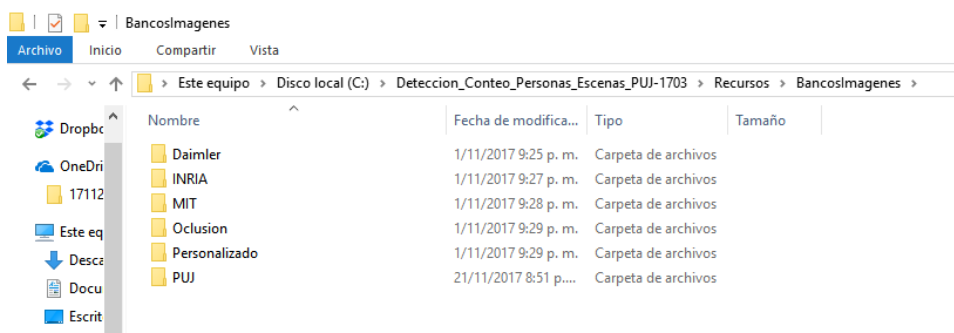 BancosImagenes
Archivo Inicio Compartir Vista
Este equipo > Disco local (C:) > Deteccion_Conteo_Personas_Escenas_PUJ-1703 > Recursos > BancosImagenes >
Nombre Fecha de modifica... Tipo Tamaño
Dropbc
OneDri
17112
Este eq
Desca
Docu
Escrit
Daimler 1/11/2017 9:25 p. m. Carpeta de archivos
INRIA 1/11/2017 9:27 p. m. Carpeta de archivos
MIT 1/11/2017 9:28 p. m. Carpeta de archivos
Oclusion 1/11/2017 9:29 p. m. Carpeta de archivos
Personalizado 1/11/2017 9:29 p. m. Carpeta de archivos
PUJ 21/11/2017 8:51 p.... Carpeta de archivos